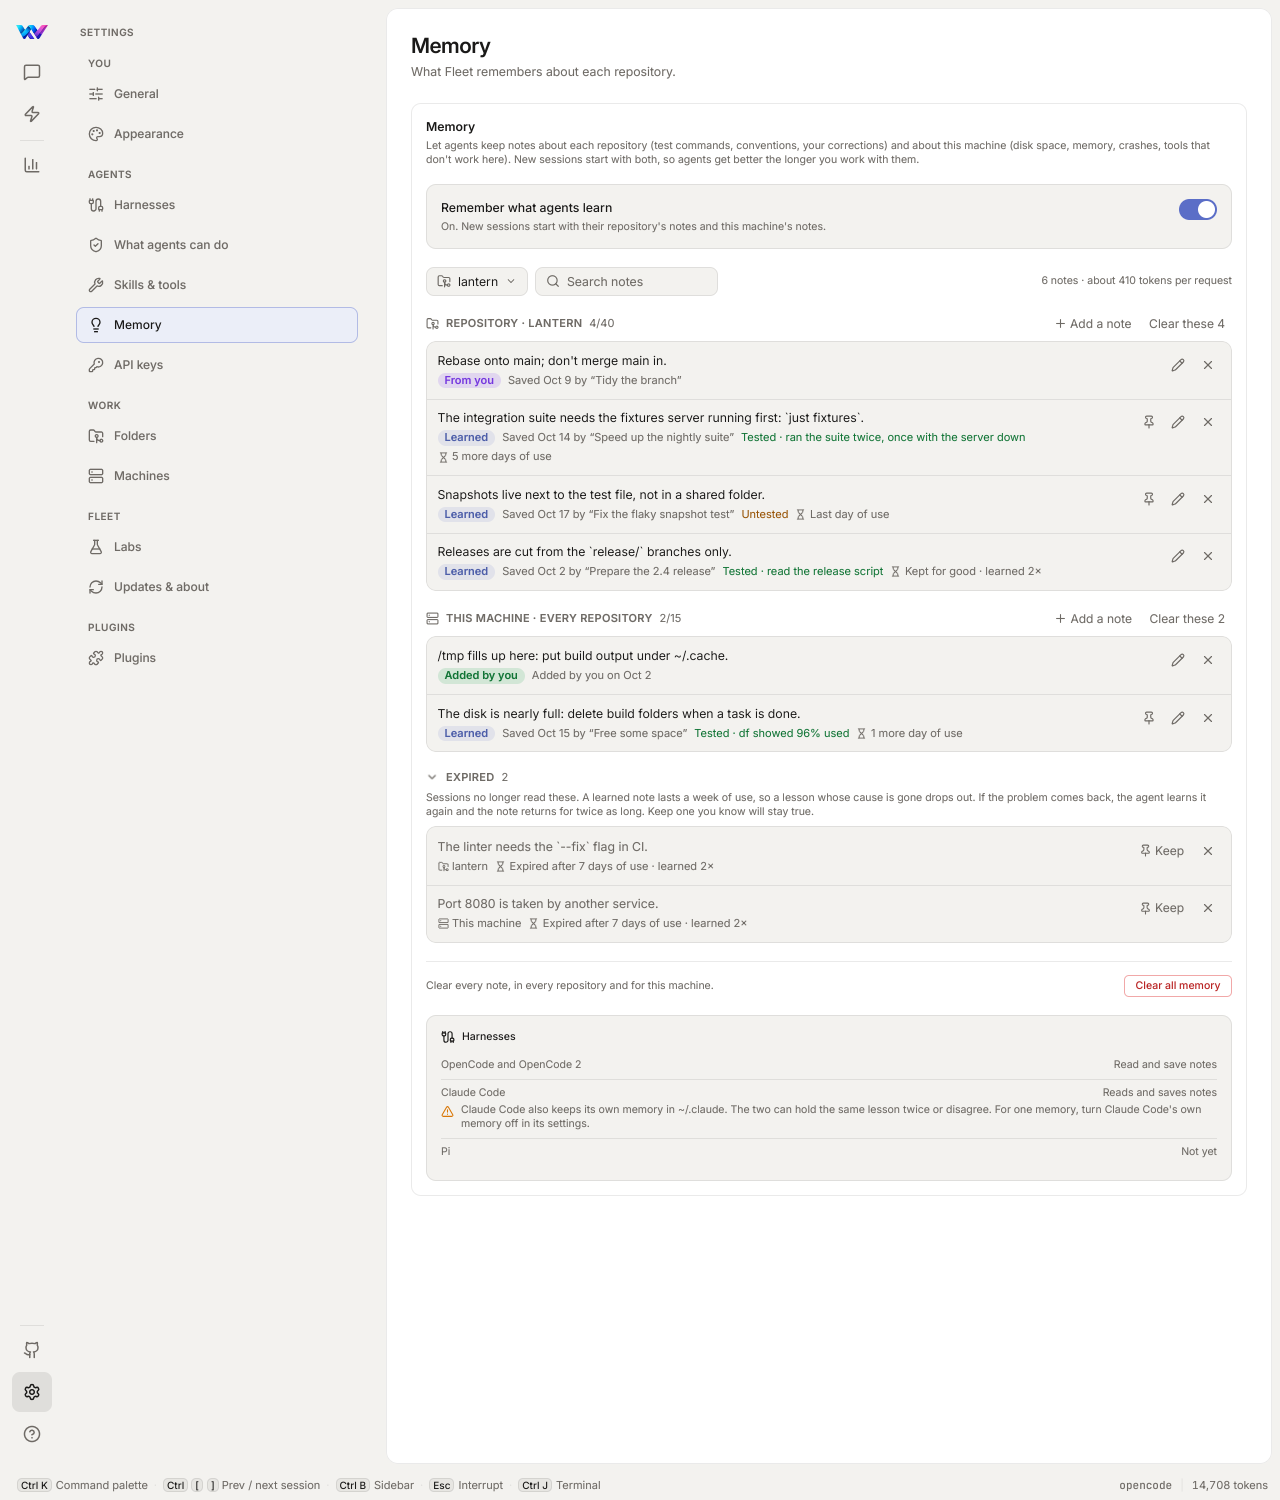 SETTINGS
YOU
General
Appearance
AGENTS
Harnesses
What agents can do
Skills & tools
Memory
API keys
WORK
Folders
Machines
FLEET
Labs
Updates & about
PLUGINS
Plugins
Memory
What Fleet remembers about each repository.
Memory
Let agents keep notes about each repository (test commands, conventions, your corrections) and about this machine (disk space, memory, crashes, tools that
don't work here). New sessions start with both, so agents get better the longer you work with them.
Remember what agents learn
On. New sessions start with their repository's notes and this machine's notes.
lantern
Search notes
6 notes · about 410 tokens per request
REPOSITORY · LANTERN 4/40
Add a note
Clear these 4
Rebase onto main; don't merge main in.
From you Saved Oct 9 by “Tidy the branch”
The integration suite needs the fixtures server running first: `just fixtures`.
Learned Saved Oct 14 by “Speed up the nightly suite” Tested · ran the suite twice, once with the server down
5 more days of use
Snapshots live next to the test file, not in a shared folder.
Learned Saved Oct 17 by “Fix the flaky snapshot test” Untested Last day of use
Releases are cut from the `release/` branches only.
Learned Saved Oct 2 by “Prepare the 2.4 release” Tested · read the release script Kept for good · learned 2×
THIS MACHINE · EVERY REPOSITORY 2/15
Add a note
Clear these 2
/tmp fills up here: put build output under ~/.cache.
Added by you Added by you on Oct 2
The disk is nearly full: delete build folders when a task is done.
Learned Saved Oct 15 by “Free some space” Tested · df showed 96% used 1 more day of use
EXPIRED 2
Sessions no longer read these. A learned note lasts a week of use, so a lesson whose cause is gone drops out. If the problem comes back, the agent learns it
again and the note returns for twice as long. Keep one you know will stay true.
The linter needs the `--fix` flag in CI.
lantern Expired after 7 days of use · learned 2×
Keep
Port 8080 is taken by another service.
This machine Expired after 7 days of use · learned 2×
Keep
Clear every note, in every repository and for this machine.
Clear all memory
Harnesses
OpenCode and OpenCode 2 Read and save notes
Claude Code Reads and saves notes
Claude Code also keeps its own memory in ~/.claude. The two can hold the same lesson twice or disagree. For one memory, turn Claude Code's own
memory off in its settings.
Pi Not yet
Ctrl K Command palette Ctrl [ ] Prev / next session Ctrl B Sidebar Esc Interrupt Ctrl J Terminal
opencode 14,708 tokens